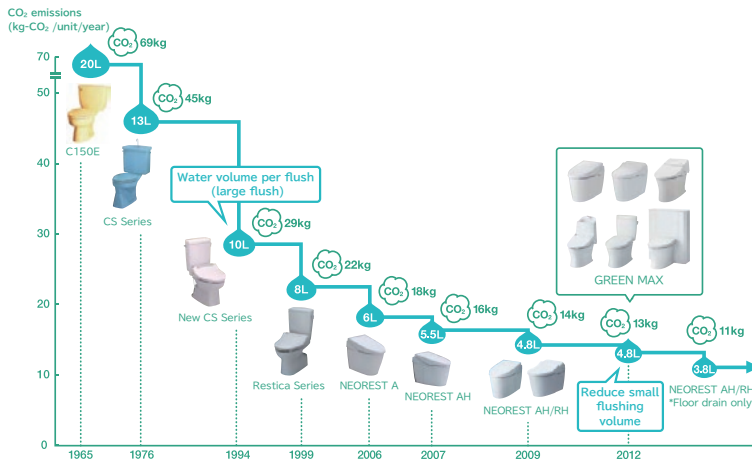 CO₂ emissions
(kg-CO₂ /unit/year)
70
50
40
30
20
10
0
CO₂ 69kg
20L
C150E
CO₂ 45kg
13L
CS Series
Water volume per flush
(large flush)
CO₂ 29kg
10L
New CS Series
CO₂ 22kg
8L
Restica Series
CO₂ 18kg
6L
NEOREST A
CO₂ 16kg
5.5L
NEOREST AH
CO₂ 14kg
4.8L
NEOREST AH/RH
GREEN MAX
CO₂ 13kg
4.8L
Reduce small
flushing
volume
CO₂ 11kg
3.8L
NEOREST AH/RH
*Floor drain only
1965
1976
1994
1999
2006
2007
2009
2012